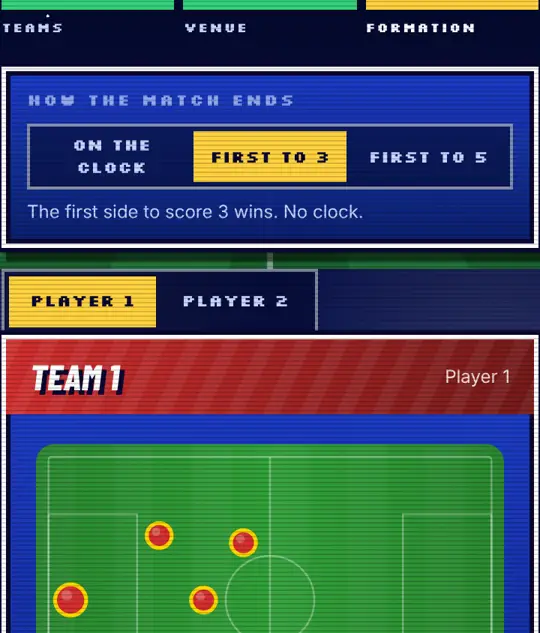 TEAMS
VENUE
FORMATION
HOW THE MATCH ENDS
ON THE
CLOCK
FIRST TO 3
FIRST TO 5
The first side to score 3 wins. No clock.
PLAYER 1
PLAYER 2
TEAM 1
Player 1